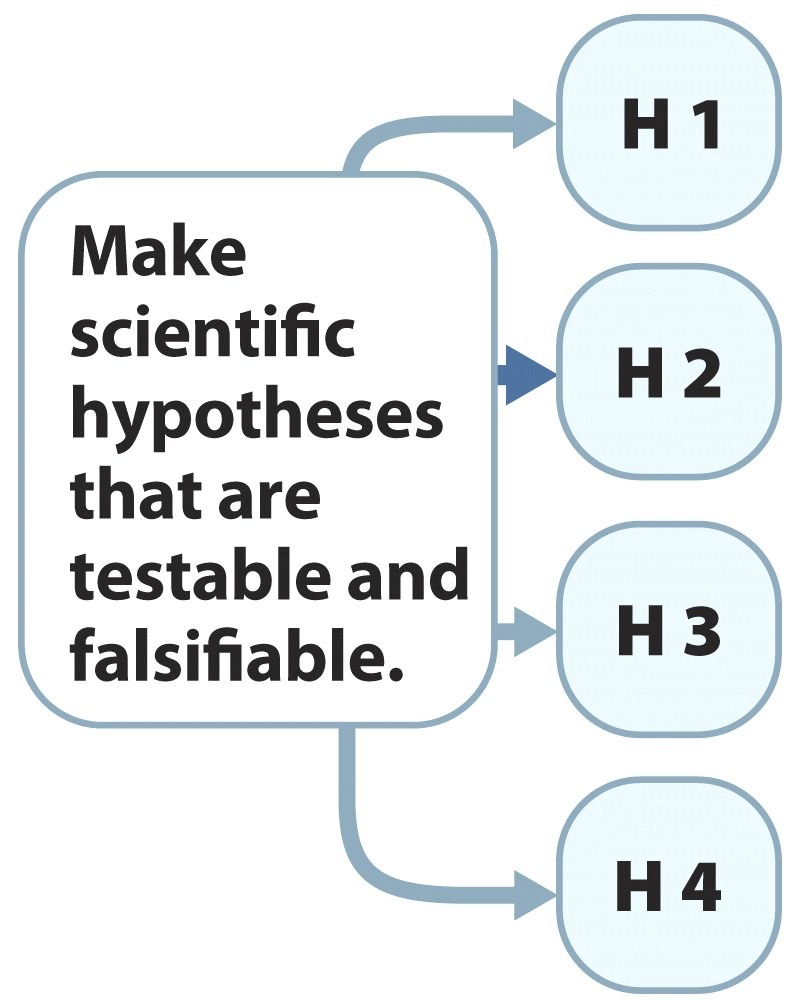 Make
scientific
hypotheses
that are
testable and
falsifiable.
H 1
H 2
H 3
H 4